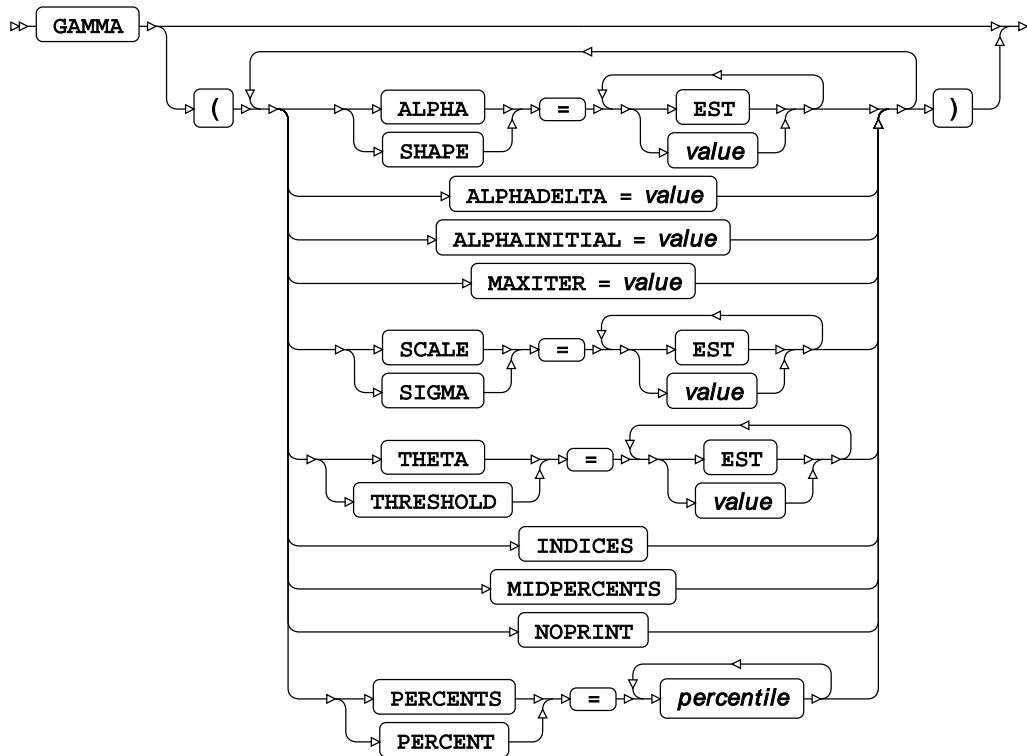 GAMMA
(
ALPHA = EST
SHAPE value
)
ALPHADELTA = value
ALPHAINITIAL = value
MAXITER = value
SCALE = EST
SIGMA value
THETA = EST
THRESHOLD value
INDICES
MIDPERCENTS
NOPRINT
PERCENTS = percentile
PERCENT